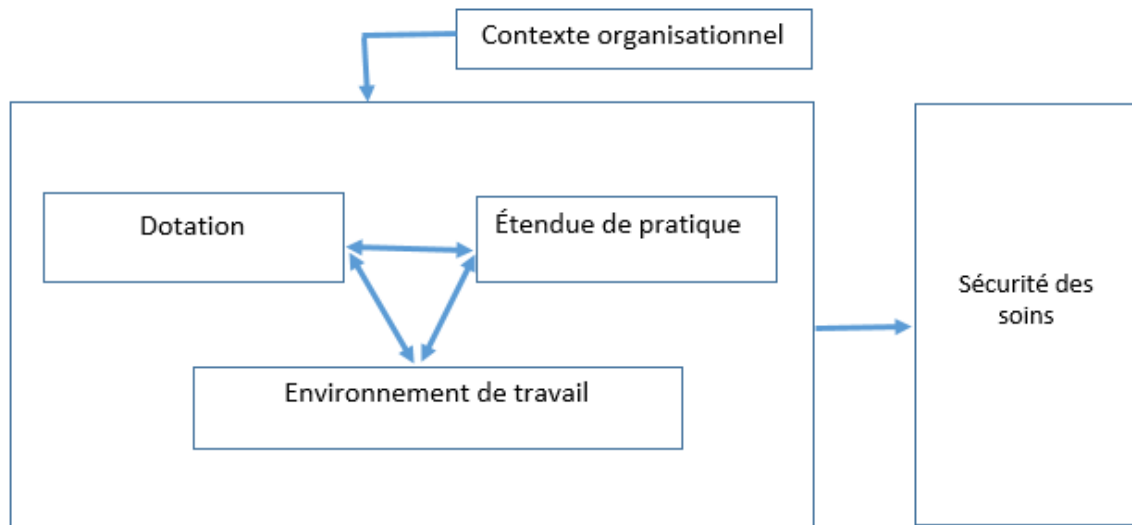 Contexte organisationnel
Dotation
Étendue de pratique
Environnement de travail
Sécurité des
soins